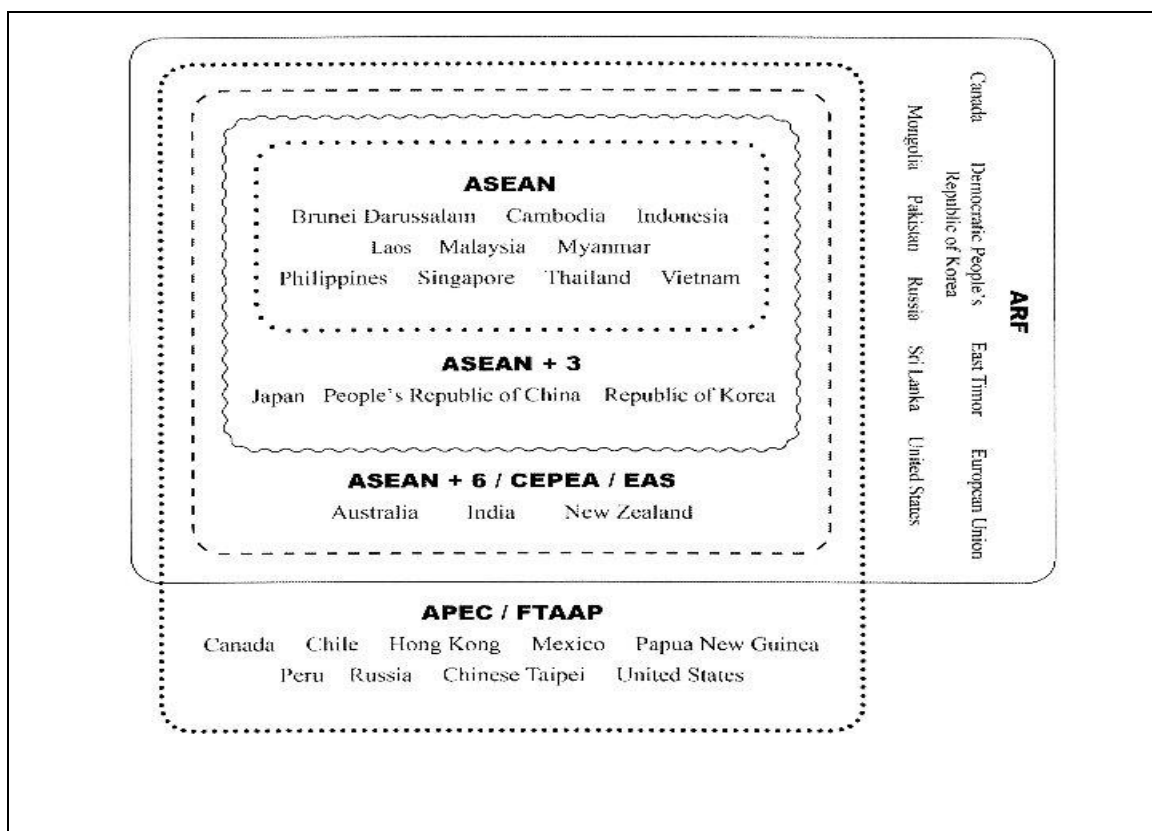 ASEAN
Brunei Darussalam Cambodia Indonesia
Laos Malaysia Myanmar
Philippines Singapore Thailand Vietnam
ASEAN + 3
Japan People's Republic of China Republic of Korea
ASEAN + 6 / CEPEA / EAS
Australia India New Zealand
APEC / FTAAP
Canada Chile Hong Kong Mexico Papua New Guinea
Peru Russia Chinese Taipei United States
ARF
Canada Democratic People's East Timor European Union
Republic of Korea
Mongolia Pakistan Russia Sri Lanka United States